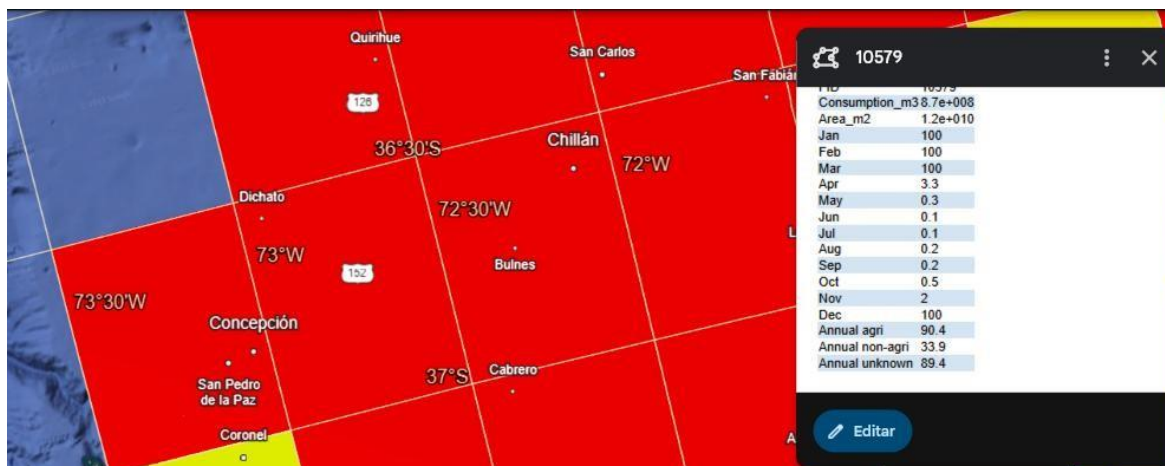 Quirihue
San Carlos
San Fabiá
126
36°30'S
Chillán
72°W
Dichato
72°30'W
73°W
Bulnes
152
73°30'W
Concepción
San Pedro
de la Paz
37°S
Cabrero
Coronel
L
A
10579
FID 10579
Consumption_m3 8.7e+008
Area_m2 1.2e+010
Jan 100
Feb 100
Mar 100
Apr 3.3
May 0.3
Jun 0.1
Jul 0.1
Aug 0.2
Sep 0.2
Oct 0.5
Nov 2
Dec 100
Annual agri 90.4
Annual non-agri 33.9
Annual unknown 89.4
Editar